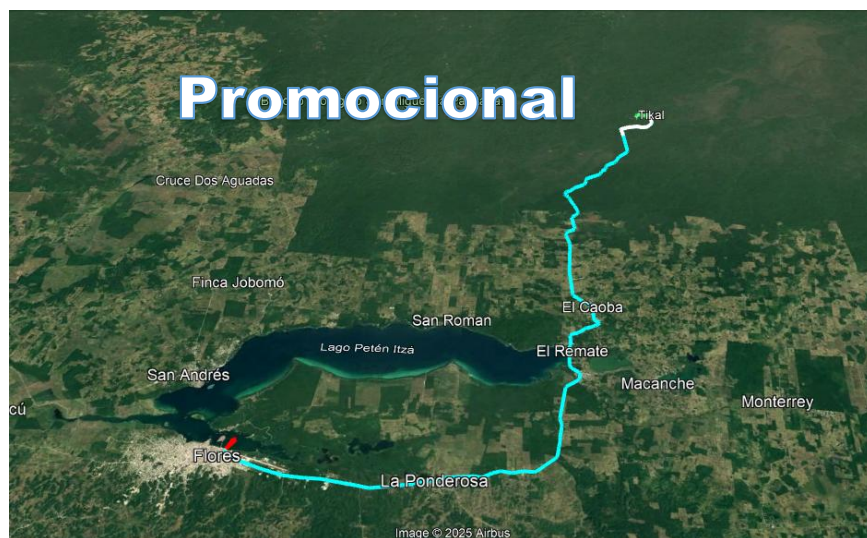 Promocional
Tikal
Cruce Dos Aguadas
Finca Jobomó
El Caoba
San Roman
Lago Petén Itzá
El Remate
San Andrés
Macanche
Monterrey
cú
Flores
La Ponderosa
Image © 2025 Airbus